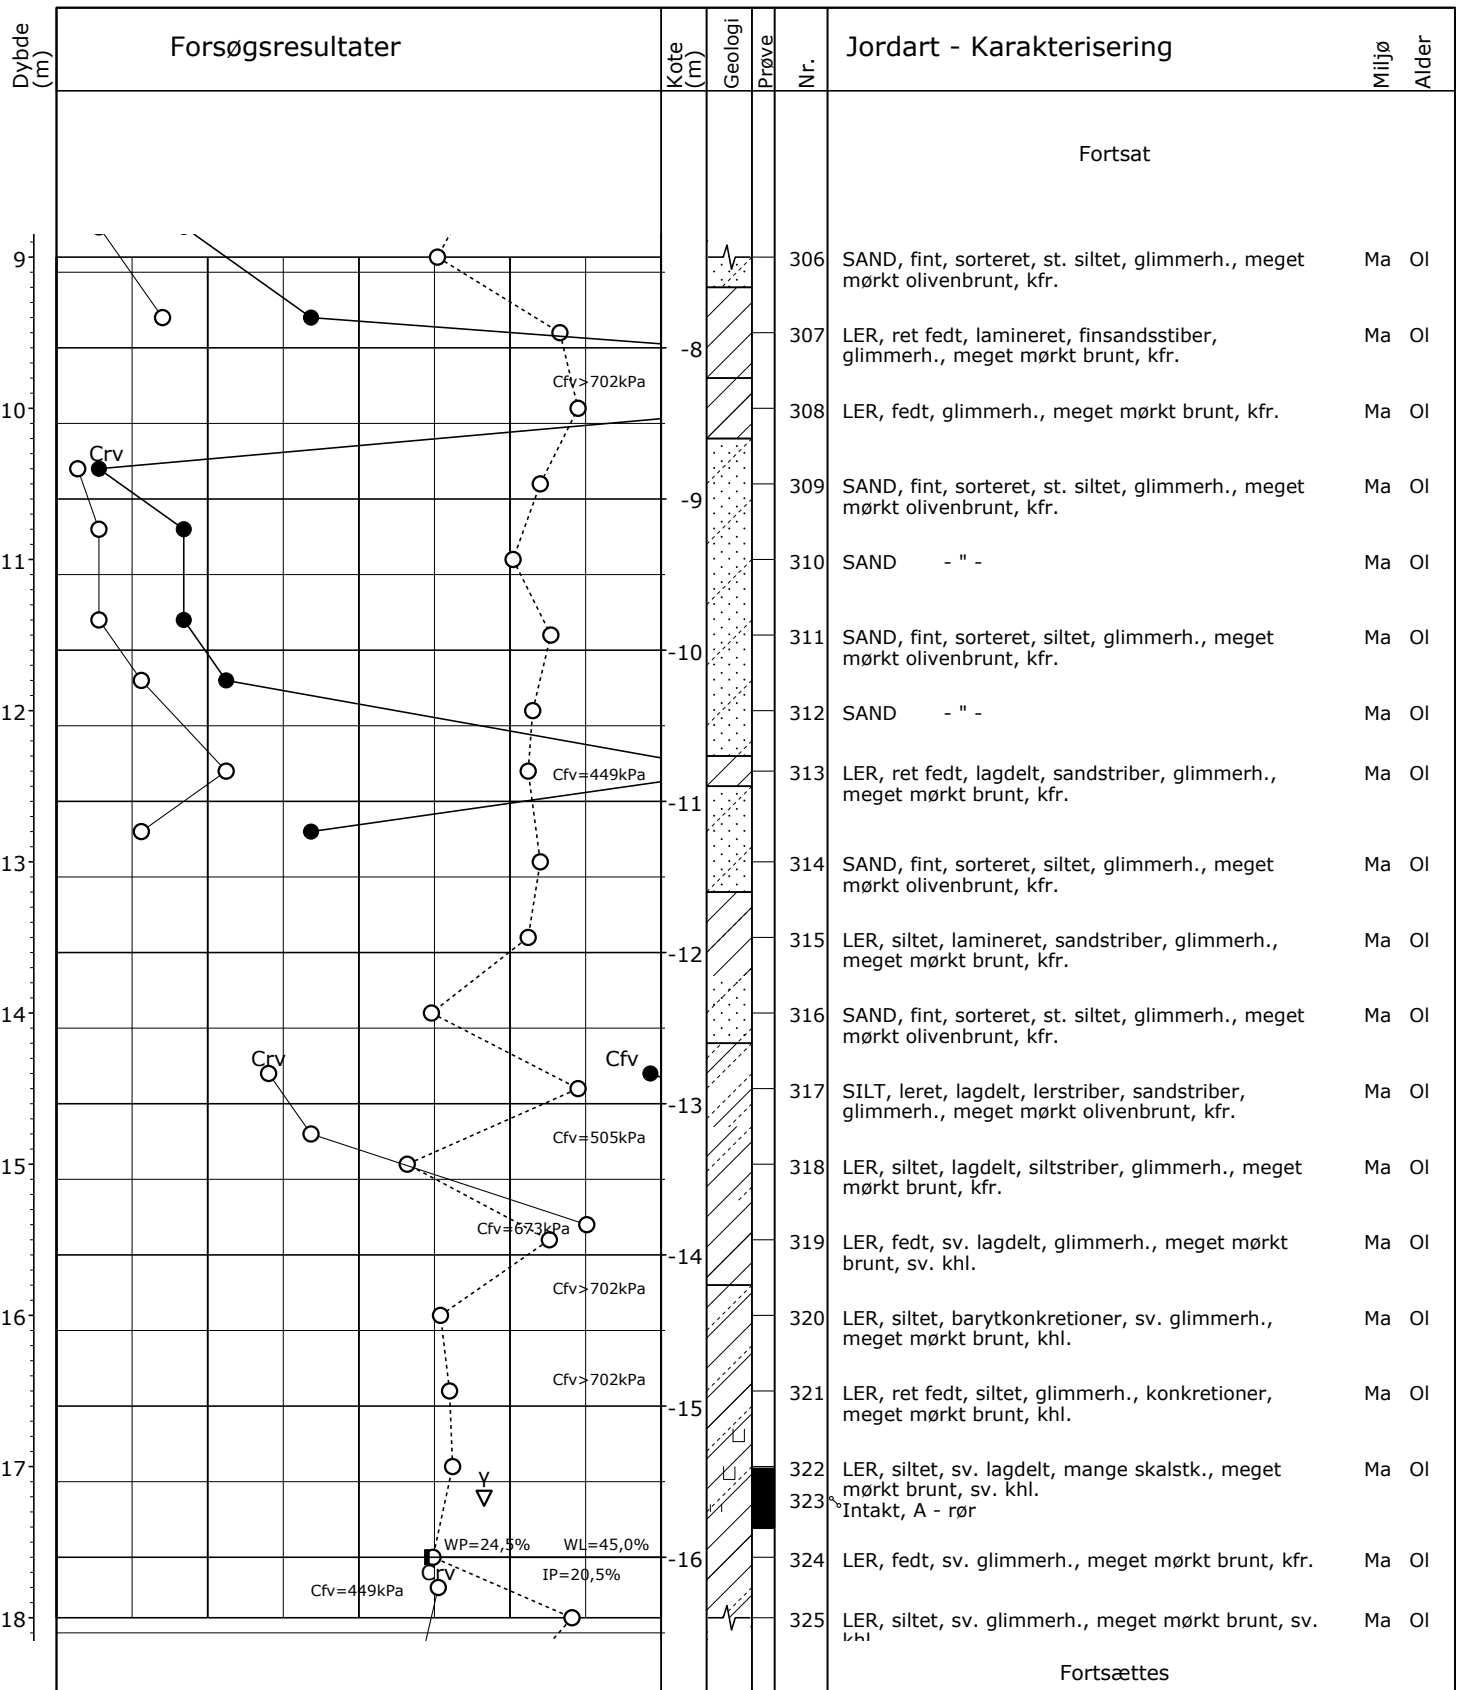 Dybde
(m)
Forsøgsresultater
Kote
(m)
Geologi
Prøve
Nr.
Jordart - Karakterisering
Miljø
Alder
Fortsat
9
306 SAND, fint, sorteret, st. siltet, glimmerh., meget Ma Ol
mørkt olivenbrunt, kfr.
307 LER, ret fedt, lamineret, finsandsstiber, Ma Ol
glimmerh., meget mørkt brunt, kfr.
-8
Cfv>702kPa
10
308 LER, fedt, glimmerh., meget mørkt brunt, kfr. Ma Ol
Crv
309 SAND, fint, sorteret, st. siltet, glimmerh., meget Ma Ol
mørkt olivenbrunt, kfr.
-9
11
310 SAND - " - Ma Ol
311 SAND, fint, sorteret, siltet, glimmerh., meget Ma Ol
mørkt olivenbrunt, kfr.
-10
12
312 SAND - " - Ma Ol
Cfv=449kPa
313 LER, ret fedt, lagdelt, sandstriber, glimmerh., Ma Ol
meget mørkt brunt, kfr.
-11
13
314 SAND, fint, sorteret, siltet, glimmerh., meget Ma Ol
mørkt olivenbrunt, kfr.
315 LER, siltet, lamineret, sandstriber, glimmerh., Ma Ol
meget mørkt brunt, kfr.
-12
14
316 SAND, fint, sorteret, st. siltet, glimmerh., meget Ma Ol
mørkt olivenbrunt, kfr.
Crv
Cfv
317 SILT, leret, lagdelt, lerstriber, sandstriber, Ma Ol
glimmerh., meget mørkt olivenbrunt, kfr.
-13
Cfv=505kPa
15
318 LER, siltet, lagdelt, siltstriber, glimmerh., meget Ma Ol
mørkt brunt, kfr.
Cfv=673kPa
319 LER, fedt, sv. lagdelt, glimmerh., meget mørkt Ma Ol
brunt, sv. khl.
-14
Cfv>702kPa
16
320 LER, siltet, barytkonkretioner, sv. glimmerh., Ma Ol
meget mørkt brunt, khl.
Cfv>702kPa
321 LER, ret fedt, siltet, glimmerh., konkretioner, Ma Ol
meget mørkt brunt, khl.
-15
17
322 LER, siltet, sv. lagdelt, mange skalstk., meget Ma Ol
mørkt brunt, sv. khl.
γ
323 Intakt, A - rør
WP=24,5% WL=45,0%
-16
324 LER, fedt, sv. glimmerh., meget mørkt brunt, kfr. Ma Ol
Crv
IP=20,5%
Cfv=449kPa
18
325 LER, siltet, sv. glimmerh., meget mørkt brunt, sv. Ma Ol
khl
Fortsættes